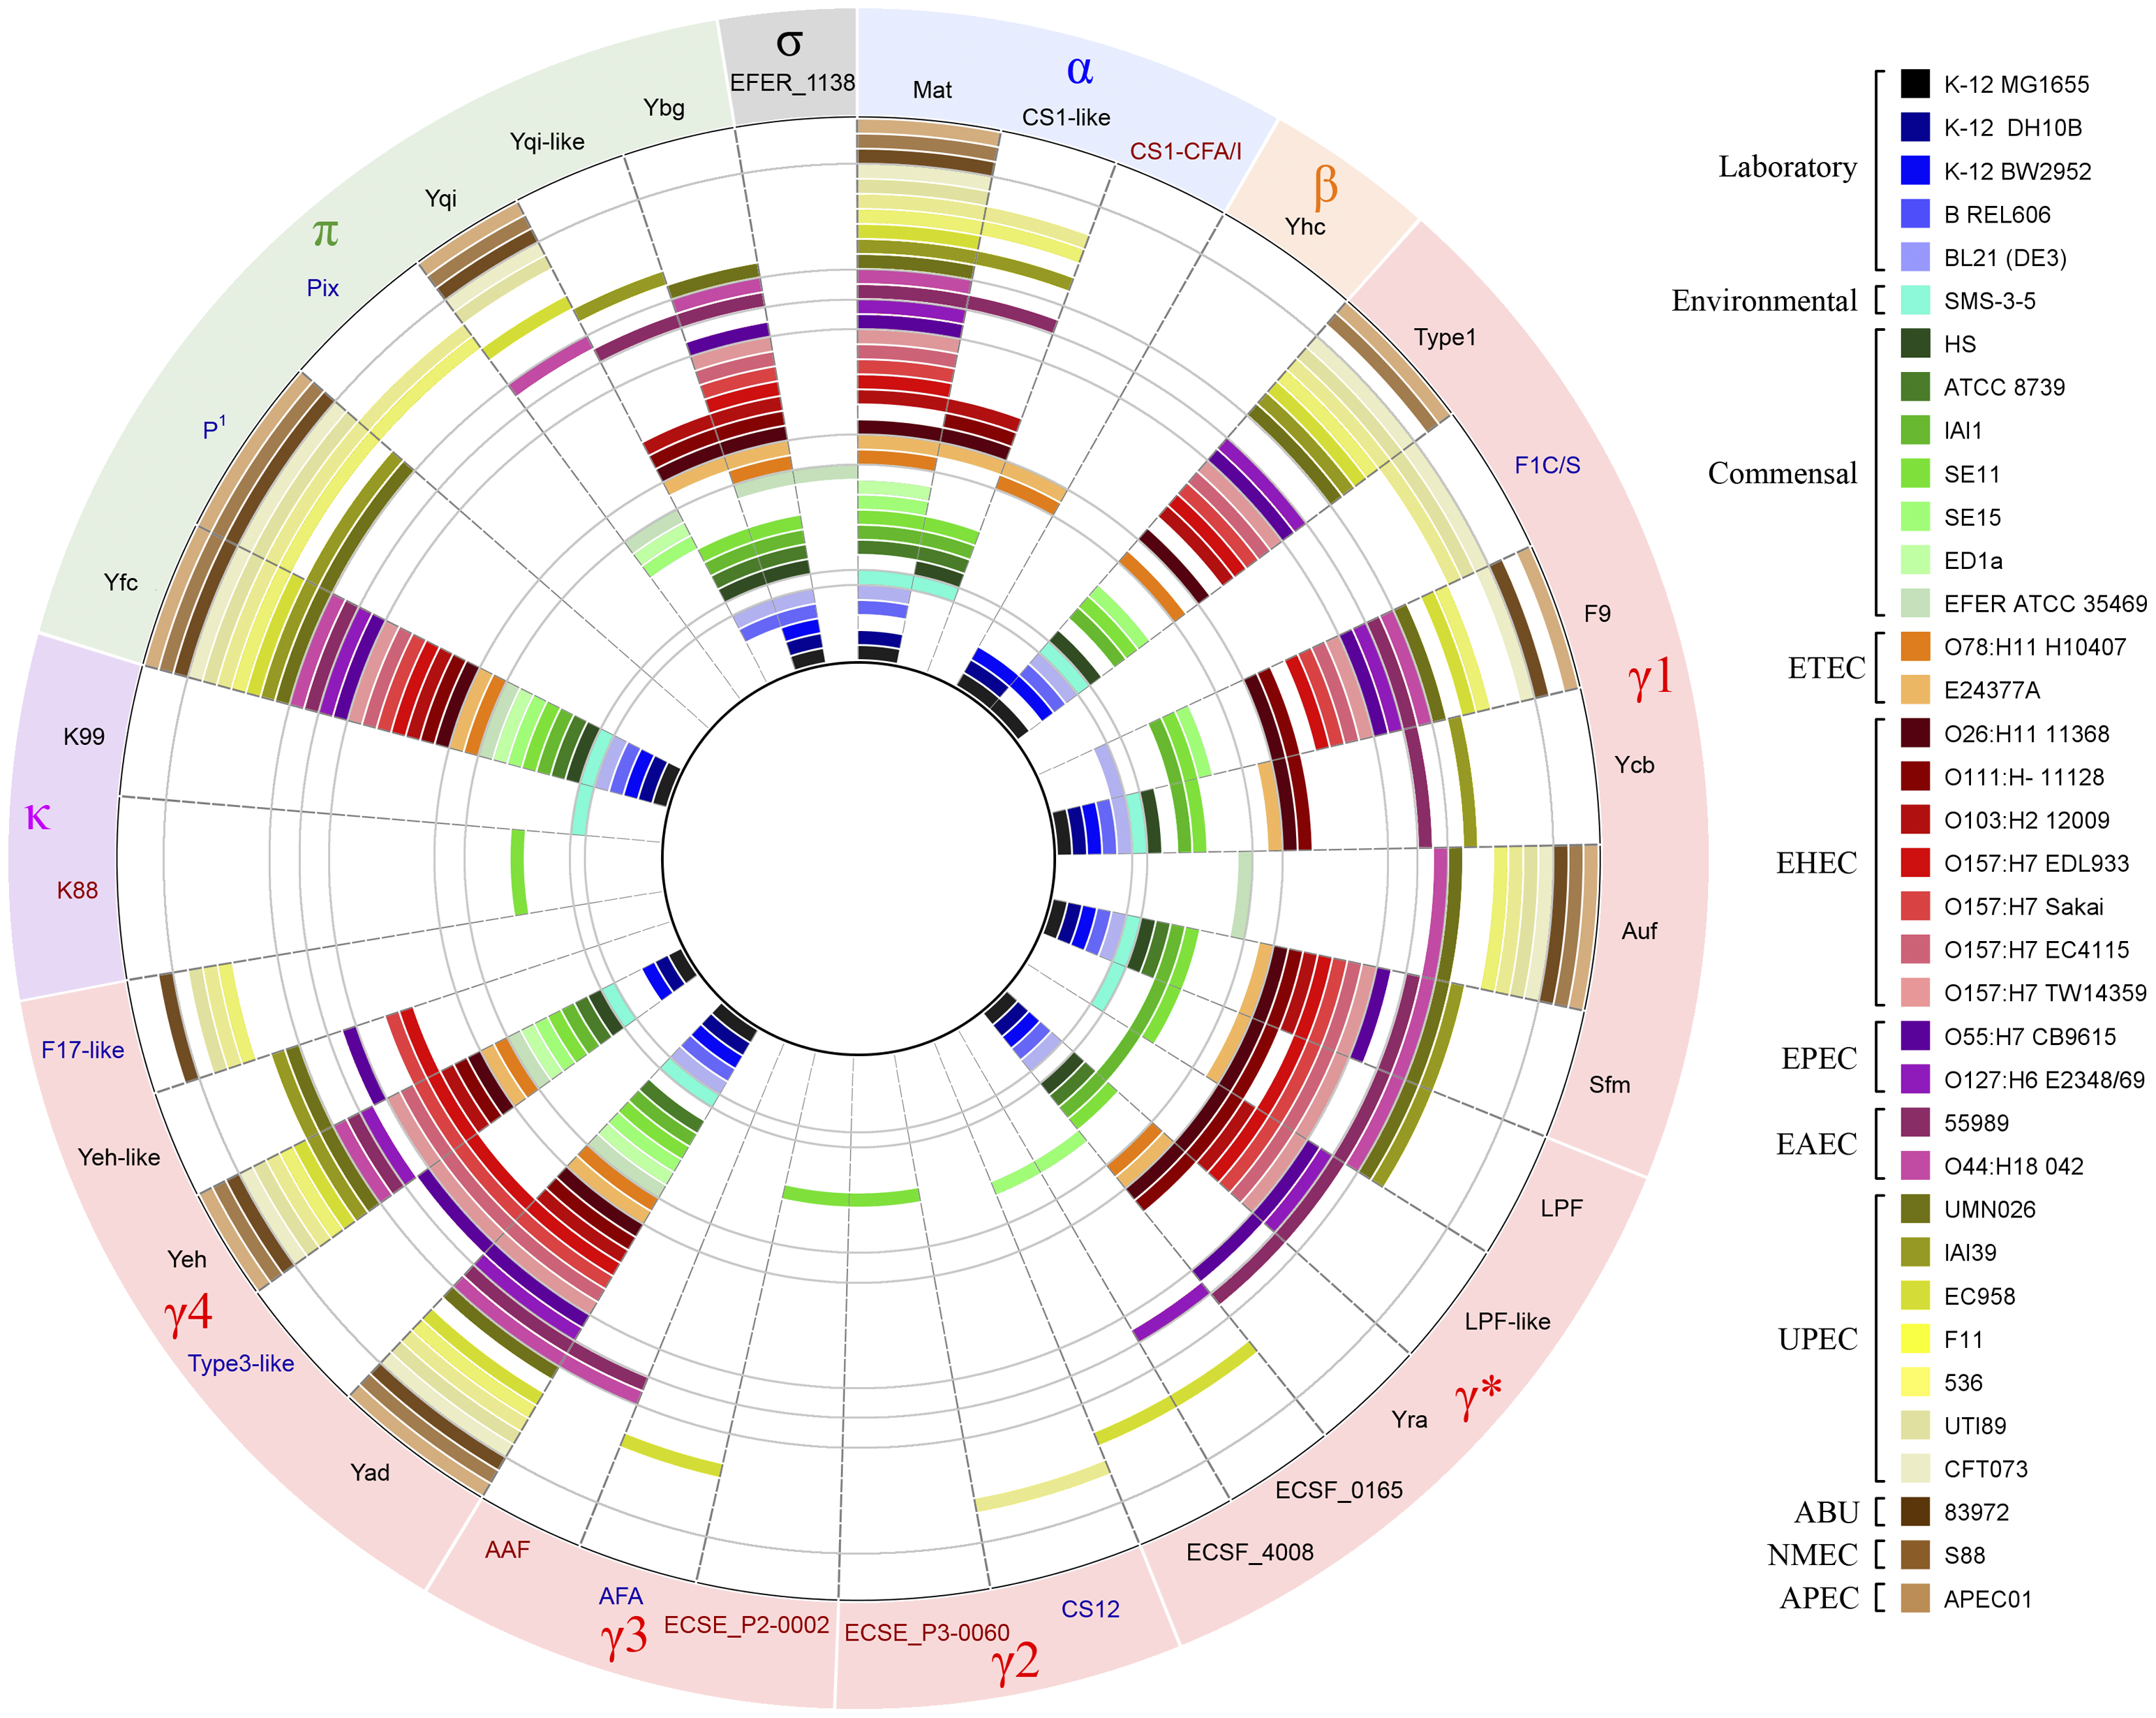 σ
EFER_1138
α
Mat
CS1-like
CS1-CFA/I
β
Yhc
Type1
F1C/S
F9
γ1
Ycb
Auf
Sfm
LPF
LPF-like
γ*
Yra
ECSF_0165
ECSF_4008
CS12
γ2
ECSE_P3-0060
ECSE_P2-0002
γ3
AFA
AAF
Yad
Type3-like
γ4
Yeh
Yeh-like
F17-like
K88
κ
K99
Yfc
P1
Pix
π
Yqi
Yqi-like
Ybg
Laboratory
K-12 MG1655
K-12 DH10B
K-12 BW2952
B REL606
BL21 (DE3)
Environmental
SMS-3-5
Commensal
HS
ATCC 8739
IAI1
SE11
SE15
ED1a
EFER ATCC 35469
ETEC
O78:H11 H10407
E24377A
EHEC
O26:H11 11368
O111:H- 11128
O103:H2 12009
O157:H7 EDL933
O157:H7 Sakai
O157:H7 EC4115
O157:H7 TW14359
EPEC
O55:H7 CB9615
O127:H6 E2348/69
EAEC
55989
O44:H18 042
UPEC
UMN026
IAI39
EC958
F11
536
UTI89
CFT073
ABU
83972
NMEC
S88
APEC
APEC01